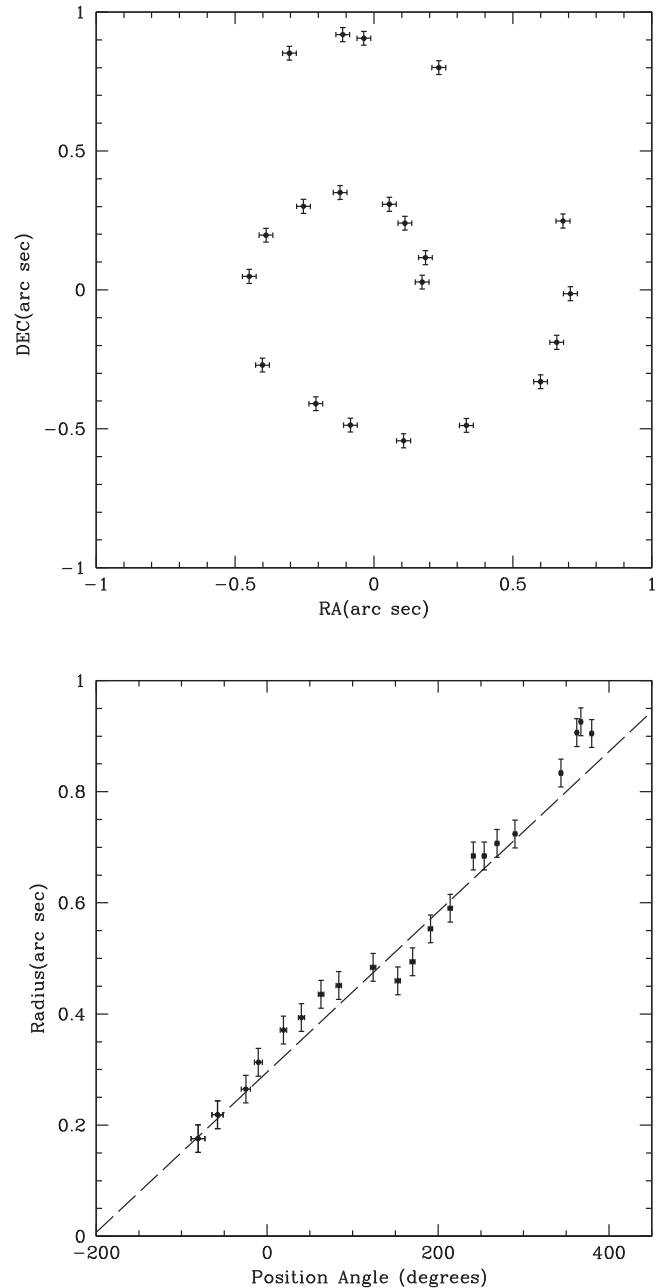 1
0.5
0
-0.5
-1
DEC(arc sec)
-1 -0.5 0 0.5 1
RA(arc sec)
1
0.8
0.6
0.4
0.2
0
Radius(arc sec)
-200 0 200 400
Position Angle (degrees)